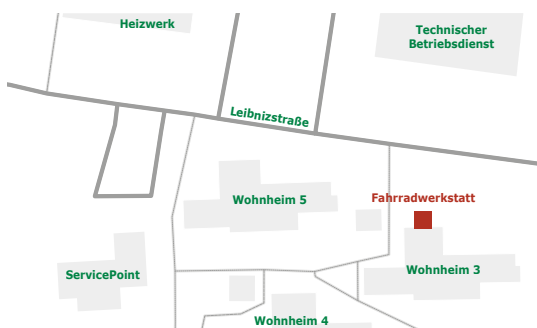 Heizwerk
Technischer
Betriebsdienst
Leibnizstraße
Fahrradwerkstatt
Wohnheim 5
ServicePoint
Wohnheim 3
Wohnheim 4